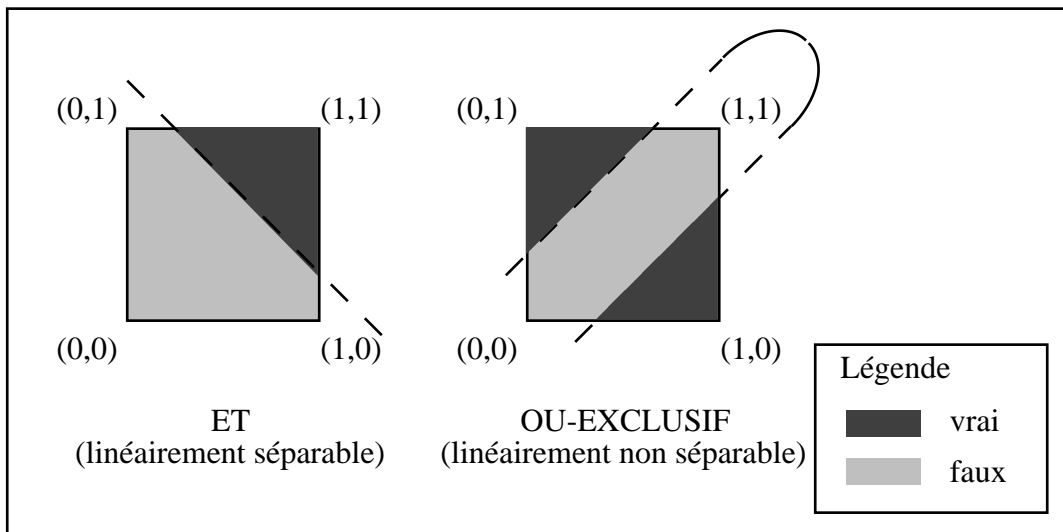 (0,1) (1,1)
(0,0) (1,0)
ET
(linéairement séparable)
(0,1) (1,1)
(0,0) (1,0)
OU-EXCLUSIF
(linéairement non séparable)
Légende
vrai
faux